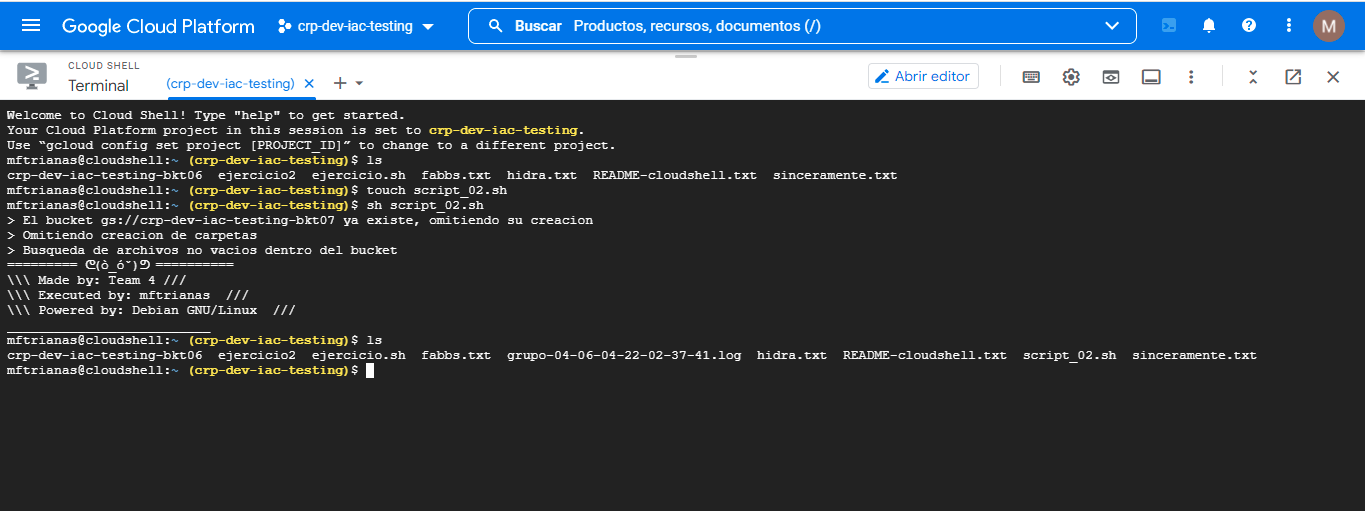 Google Cloud Platform
crp-dev-iac-testing
Buscar Productos, recursos, documentos (/)
M
CLOUD SHELL
Terminal
(crp-dev-iac-testing)
Abrir editor
Welcome to Cloud Shell! Type "help" to get started.
Your Cloud Platform project in this session is set to crp-dev-iac-testing.
Use “gcloud config set project [PROJECT_ID]” to change to a different project.
mftrianas@cloudshell:~ (crp-dev-iac-testing)$ ls
crp-dev-iac-testing-bkt06  ejercicio2  ejercicio.sh  fabbs.txt  hidra.txt  README-cloudshell.txt  sinceramente.txt
mftrianas@cloudshell:~ (crp-dev-iac-testing)$ touch script_02.sh
mftrianas@cloudshell:~ (crp-dev-iac-testing)$ sh script_02.sh
> El bucket gs://crp-dev-iac-testing-bkt07 ya existe, omitiendo su creacion
> Omitiendo creacion de carpetas
> Busqueda de archivos no vacios dentro del bucket
========= ᕦ(ò_óˇ)ᕤ ==========
\\\ Made by: Team 4 ///
\\\ Executed by: mftrianas  ///
\\\ Powered by: Debian GNU/Linux  ///
__________________________
mftrianas@cloudshell:~ (crp-dev-iac-testing)$ ls
crp-dev-iac-testing-bkt06  ejercicio2  ejercicio.sh  fabbs.txt  grupo-04-06-04-22-02-37-41.log  hidra.txt  README-cloudshell.txt  script_02.sh  sinceramente.txt
mftrianas@cloudshell:~ (crp-dev-iac-testing)$